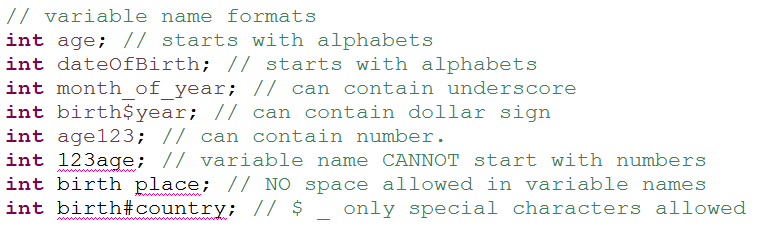 // variable name formats
int age; // starts with alphabets
int dateOfBirth; // starts with alphabets
int month_of_year; // can contain underscore
int birth$year; // can contain dollar sign
int age123; // can contain number.
int 123age; // variable name CANNOT start with numbers
int birth place; // NO space allowed in variable names
int birth#country; // $ _ only special characters allowed